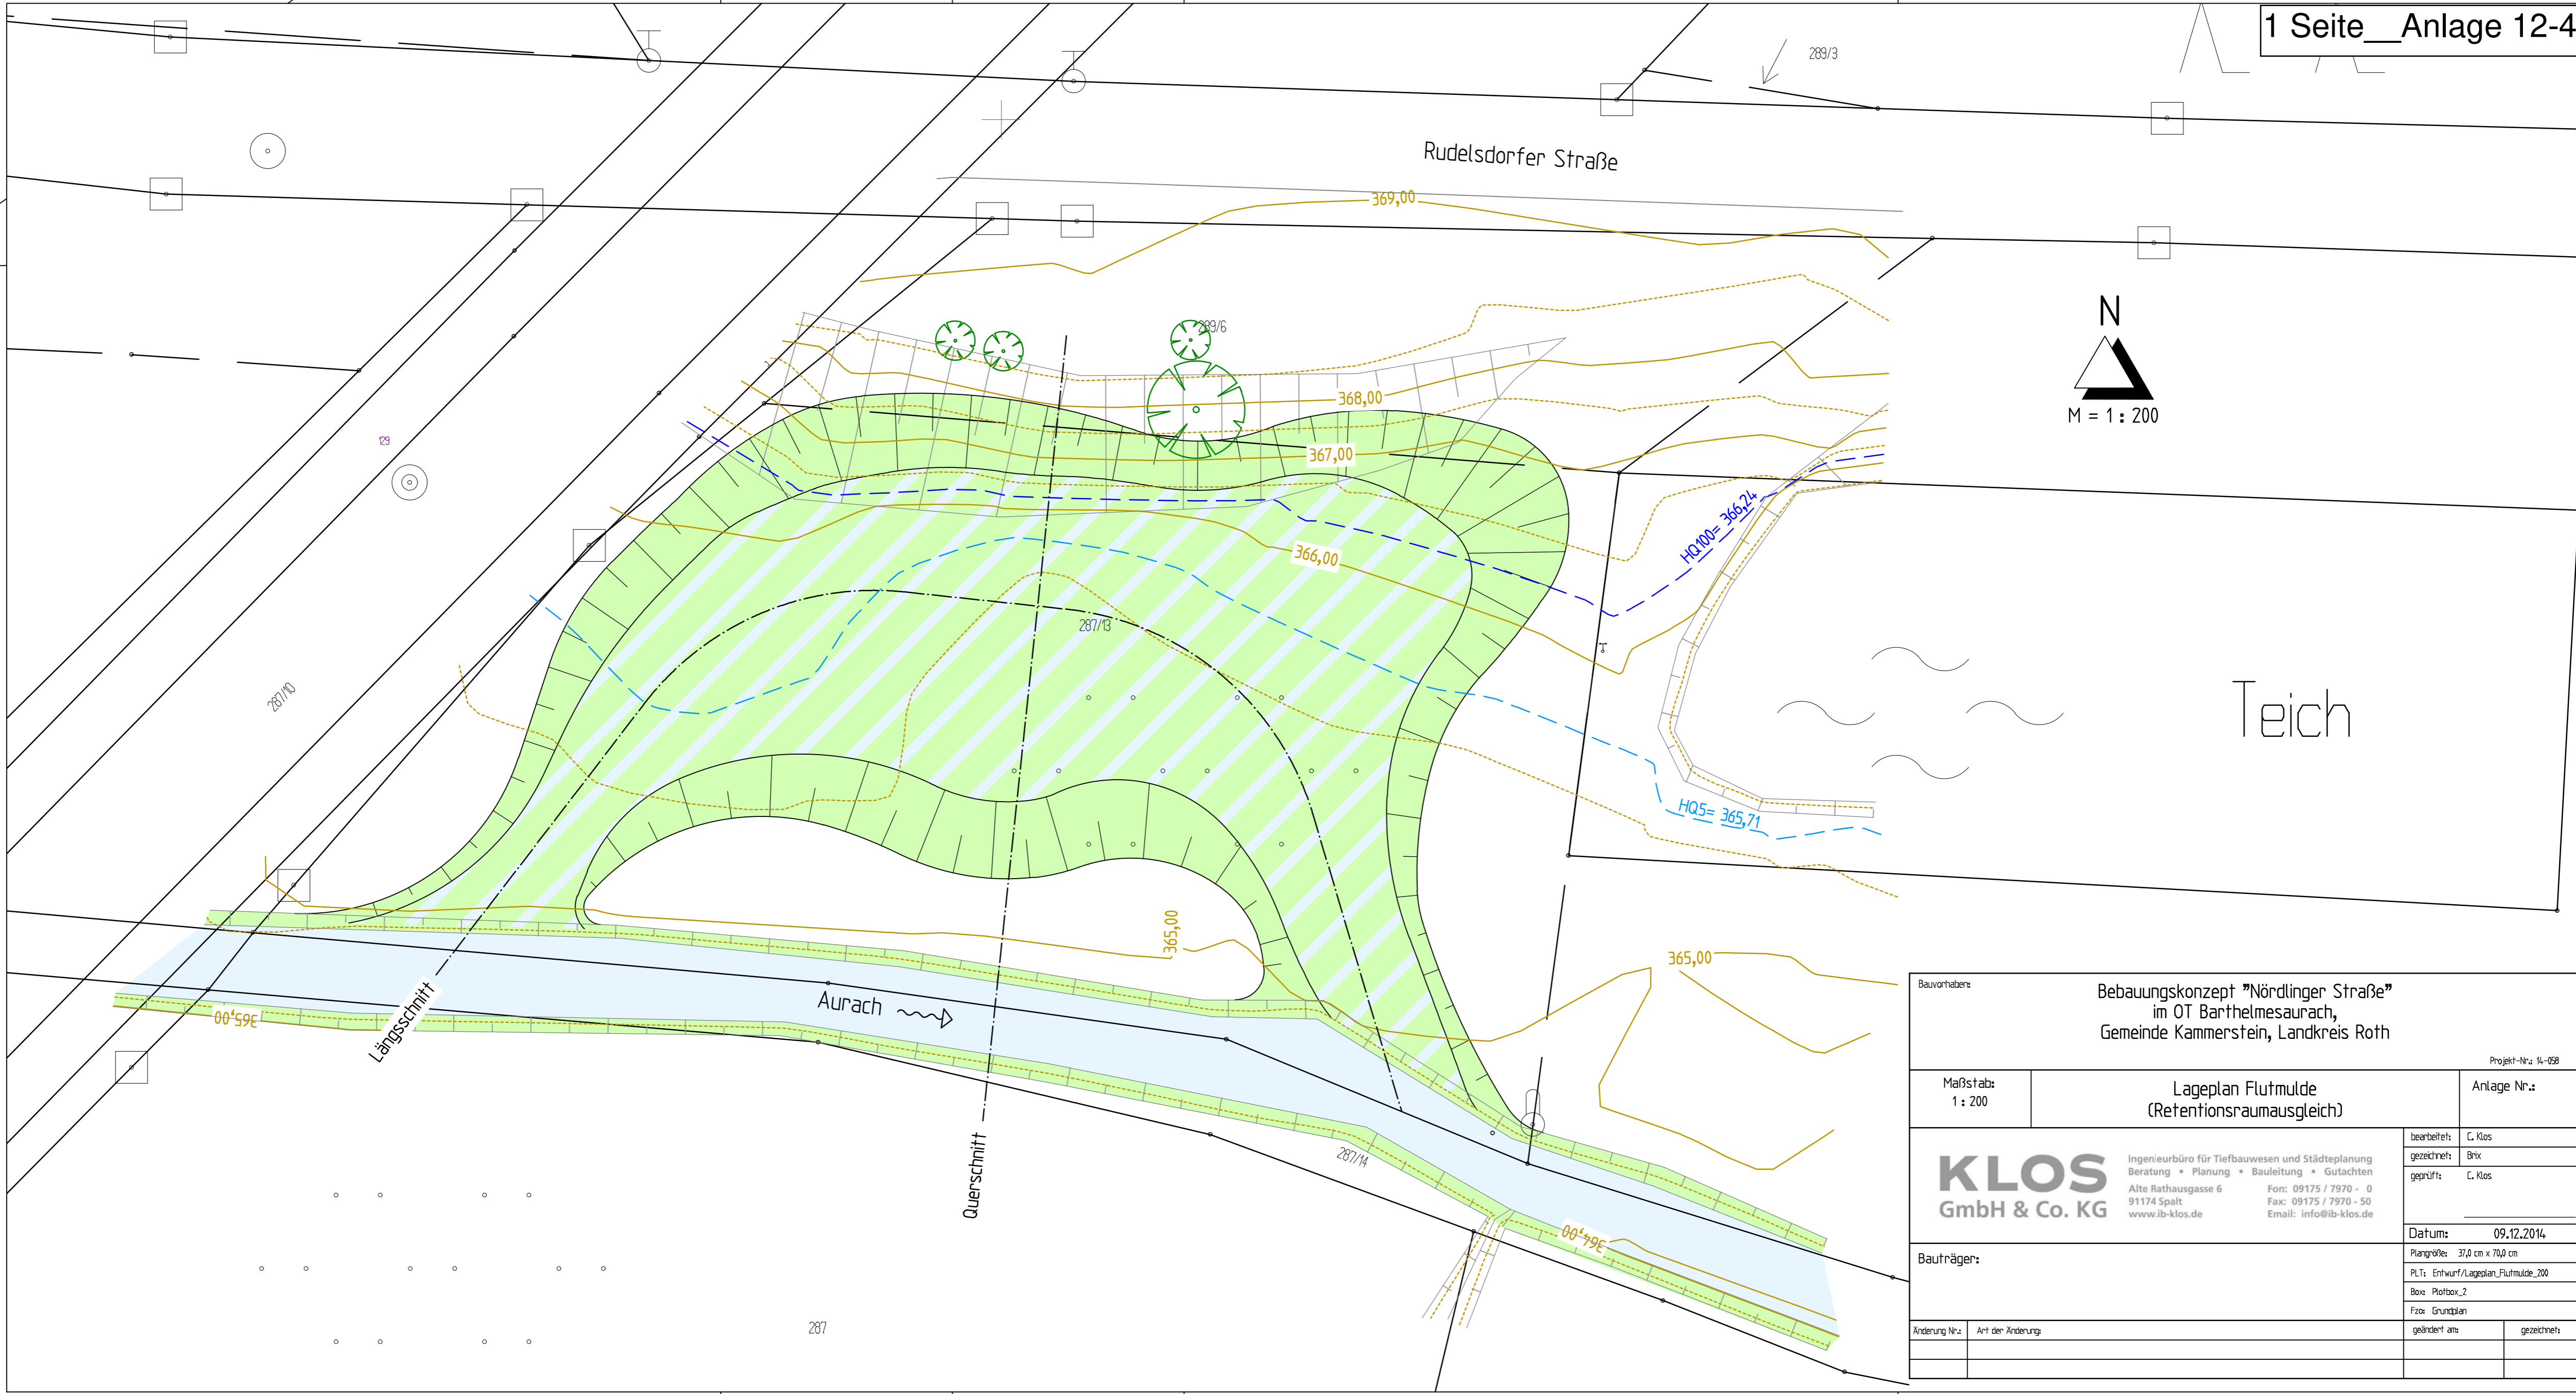 1 Seite__Anlage 12-4
289/3
Rudelsdorfer Straße
369,00
N
M = 1 : 200
289/6
368,00
367,00
129
HQ100= 366,24
366,00
287/13
287/10
Teich
HQ5= 365,71
365,00
365,00
365,00
Aurach
Längsschnitt
Querschnitt
287/14
364,00
287
Bauvorhaben:
Bebauungskonzept "Nördlinger Straße"
im OT Barthelmesaurach,
Gemeinde Kammerstein, Landkreis Roth
Projekt-Nr.: 14-058
Maßstab:
1 : 200
Lageplan Flutmulde
(Retentionsraumausgleich)
Anlage Nr.:
KLOS
GmbH & Co. KG
Ingenieurbüro für Tiefbauwesen und Städteplanung
Beratung • Planung • Bauleitung • Gutachten
Alte Rathausgasse 6 Fon: 09175 / 7970 - 0
91174 Spalt Fax: 09175 / 7970 - 50
www.ib-klos.de Email: info@ib-klos.de
bearbeitet: C. Klos
gezeichnet: Brix
geprüft: C. Klos
Datum: 09.12.2014
Plangröße: 37,0 cm x 70,0 cm
PLT: Entwurf/Lageplan_Flutmulde_200
Box: Plotbox_2
Fzo: Grundplan
Bauträger:
Änderung Nr.: Art der Änderung: geändert am: gezeichnet: